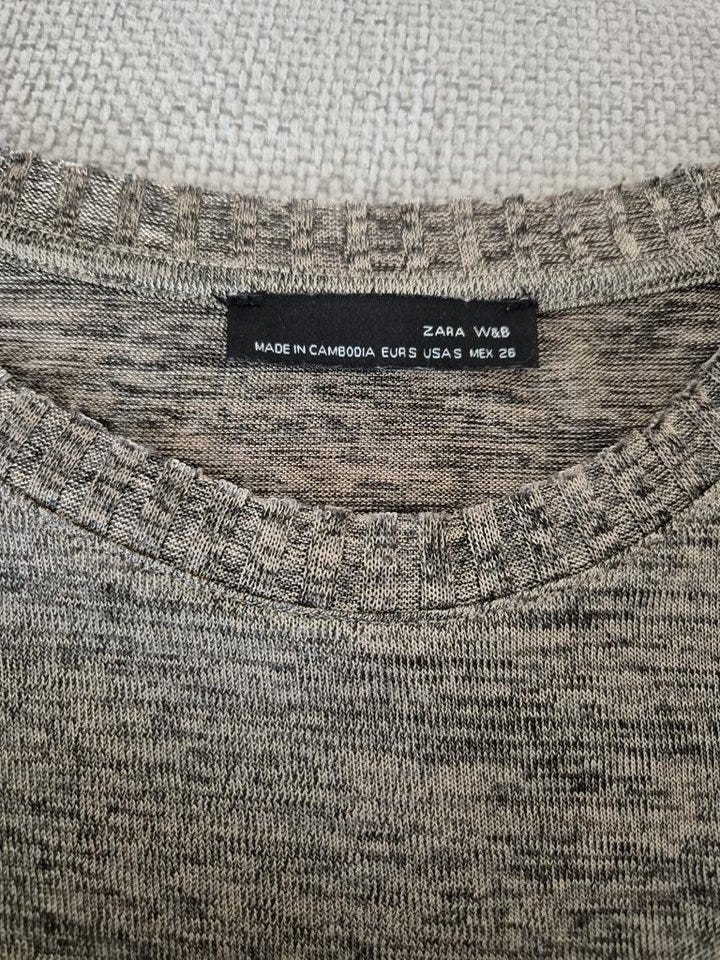 ZARA W&B
MADE IN CAMBODIA EUR S USA S MEX 26